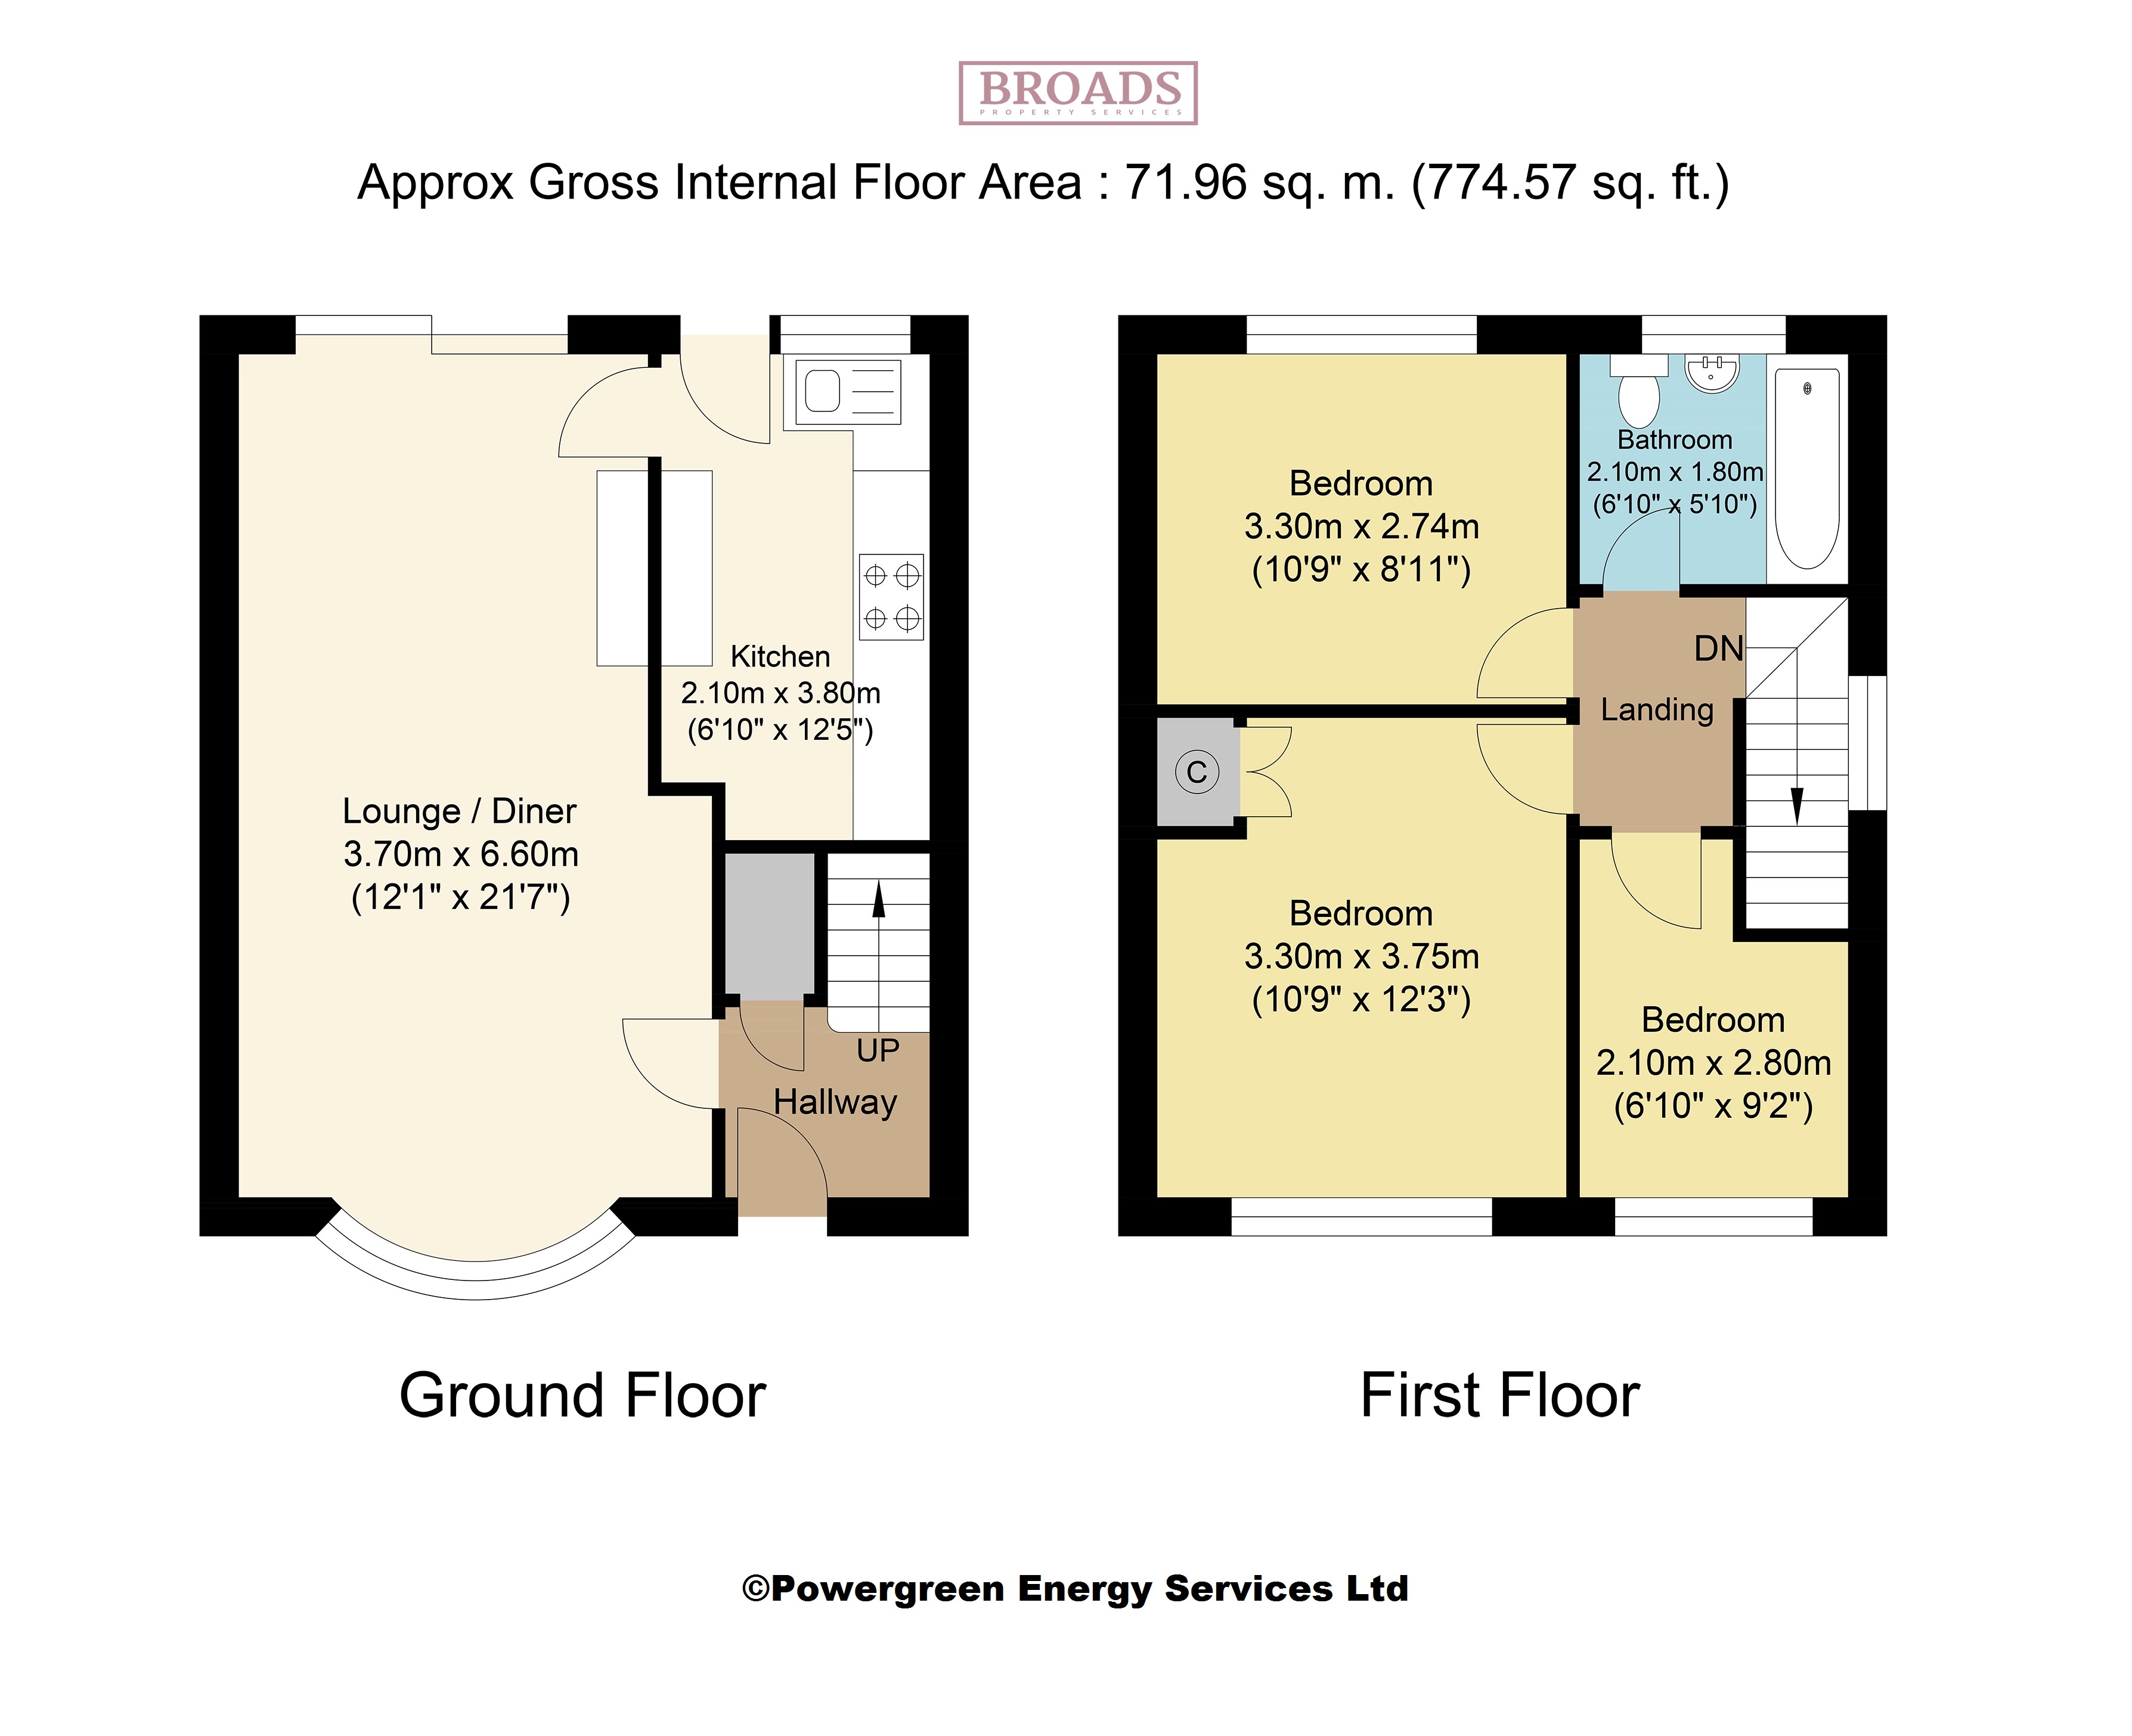 BROADS
PROPERTY SERVICES
Approx Gross Internal Floor Area : 71.96 sq. m. (774.57 sq. ft.)
Kitchen
2.10m x 3.80m
(6'10" x 12'5")
Lounge / Diner
3.70m x 6.60m
(12'1" x 21'7")
UP
Hallway
Ground Floor
Bedroom
3.30m x 2.74m
(10'9" x 8'11")
Bathroom
2.10m x 1.80m
(6'10" x 5'10")
DN
Landing
C
Bedroom
3.30m x 3.75m
(10'9" x 12'3")
Bedroom
2.10m x 2.80m
(6'10" x 9'2")
First Floor
©Powergreen Energy Services Ltd